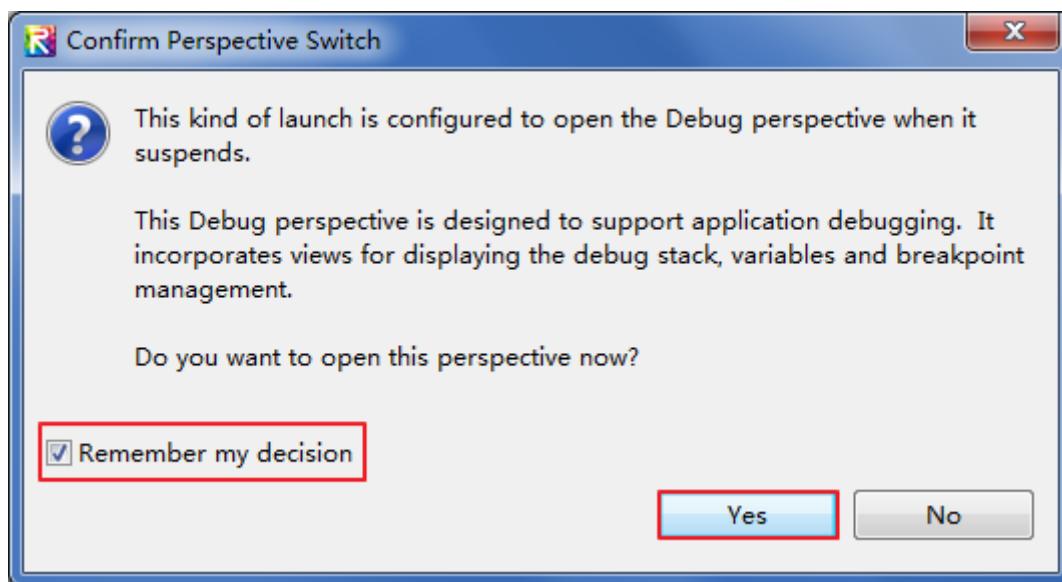 Confirm Perspective Switch
x
This kind of launch is configured to open the Debug perspective when it
suspends.
This Debug perspective is designed to support application debugging.  It
incorporates views for displaying the debug stack, variables and breakpoint
management.
Do you want to open this perspective now?
Remember my decision
Yes
No